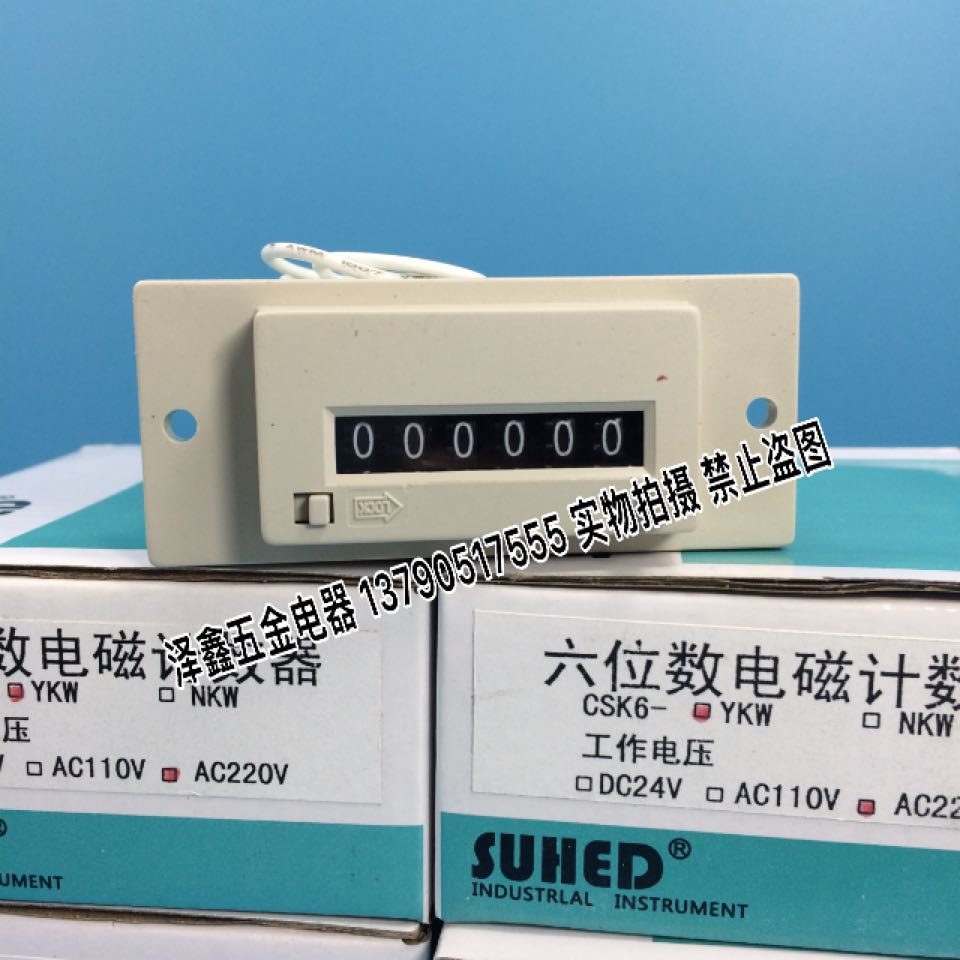 AWM 1007
000000
LOCK
泽鑫五金电器 13790517555 实物拍摄 禁止盗图
数电磁计数器
YKW NKW
压
V AC110V AC220V
®
UMENT
六位数电磁计数
CSK6- YKW NKW
工作电压
DC24V AC110V AC22
SUHED®
INDUSTRLAL INSTRUMENT